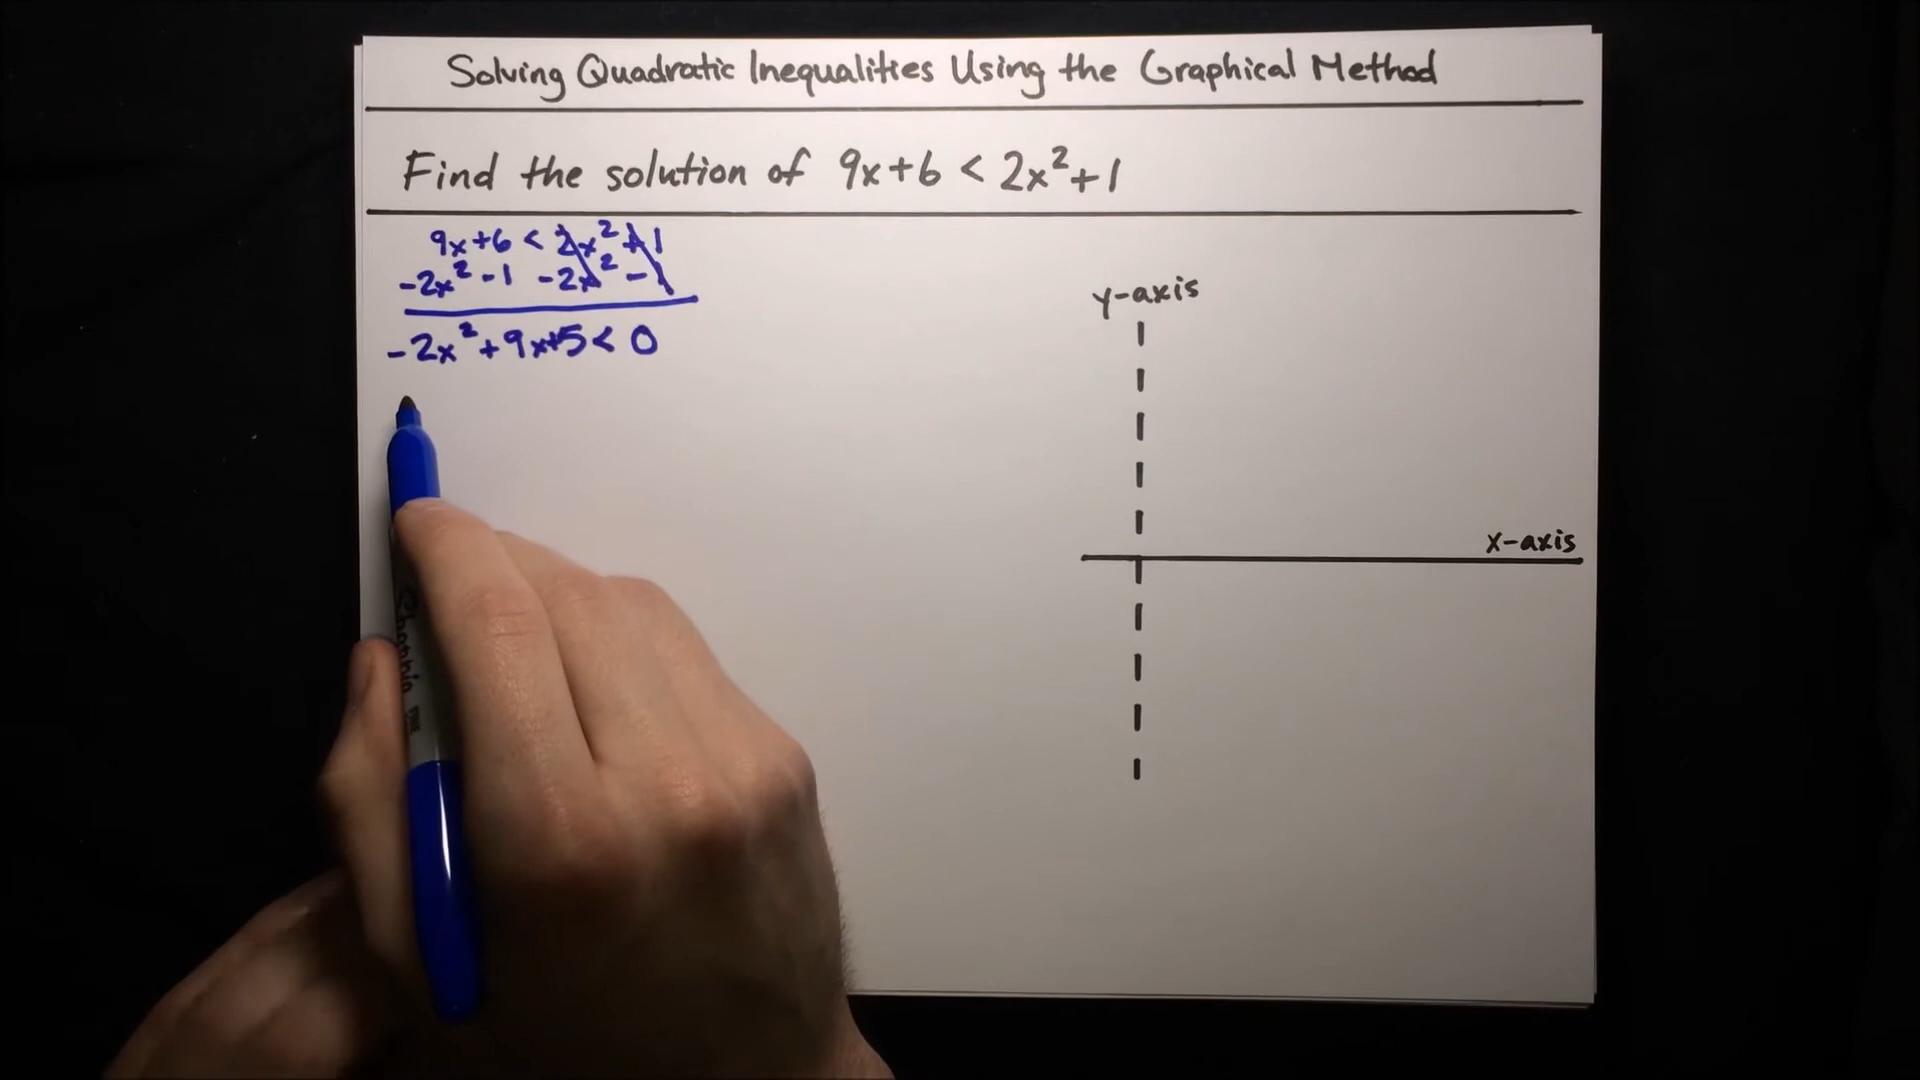 Solving Quadratic Inequalities Using the Graphical Method
Find the solution of 9x+6 < 2x²+1
9x+6 < 2x²+1
-2x²-1 -2x²-1
-2x²+9x+5< 0
y-axis
x-axis
Sharpie